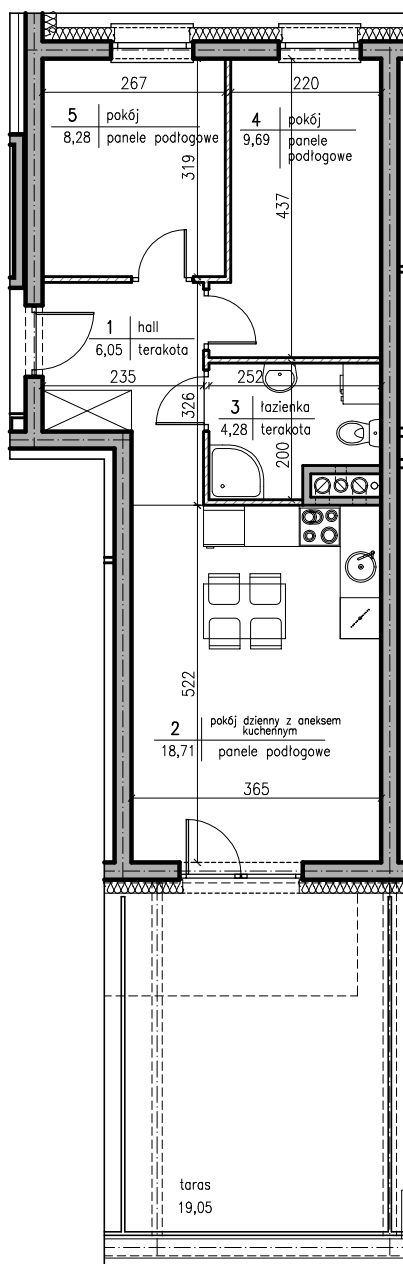 267
220
5 pokój
8,28 panele podłogowe
4 pokój
9,69 panele
podłogowe
319
437
1 hall
6,05 terakota
235
252
326
3 łazienka
4,28 terakota
200
522
2 pokój dzienny z aneksem
kuchennym
18,71 panele podłogowe
365
taras
19,05